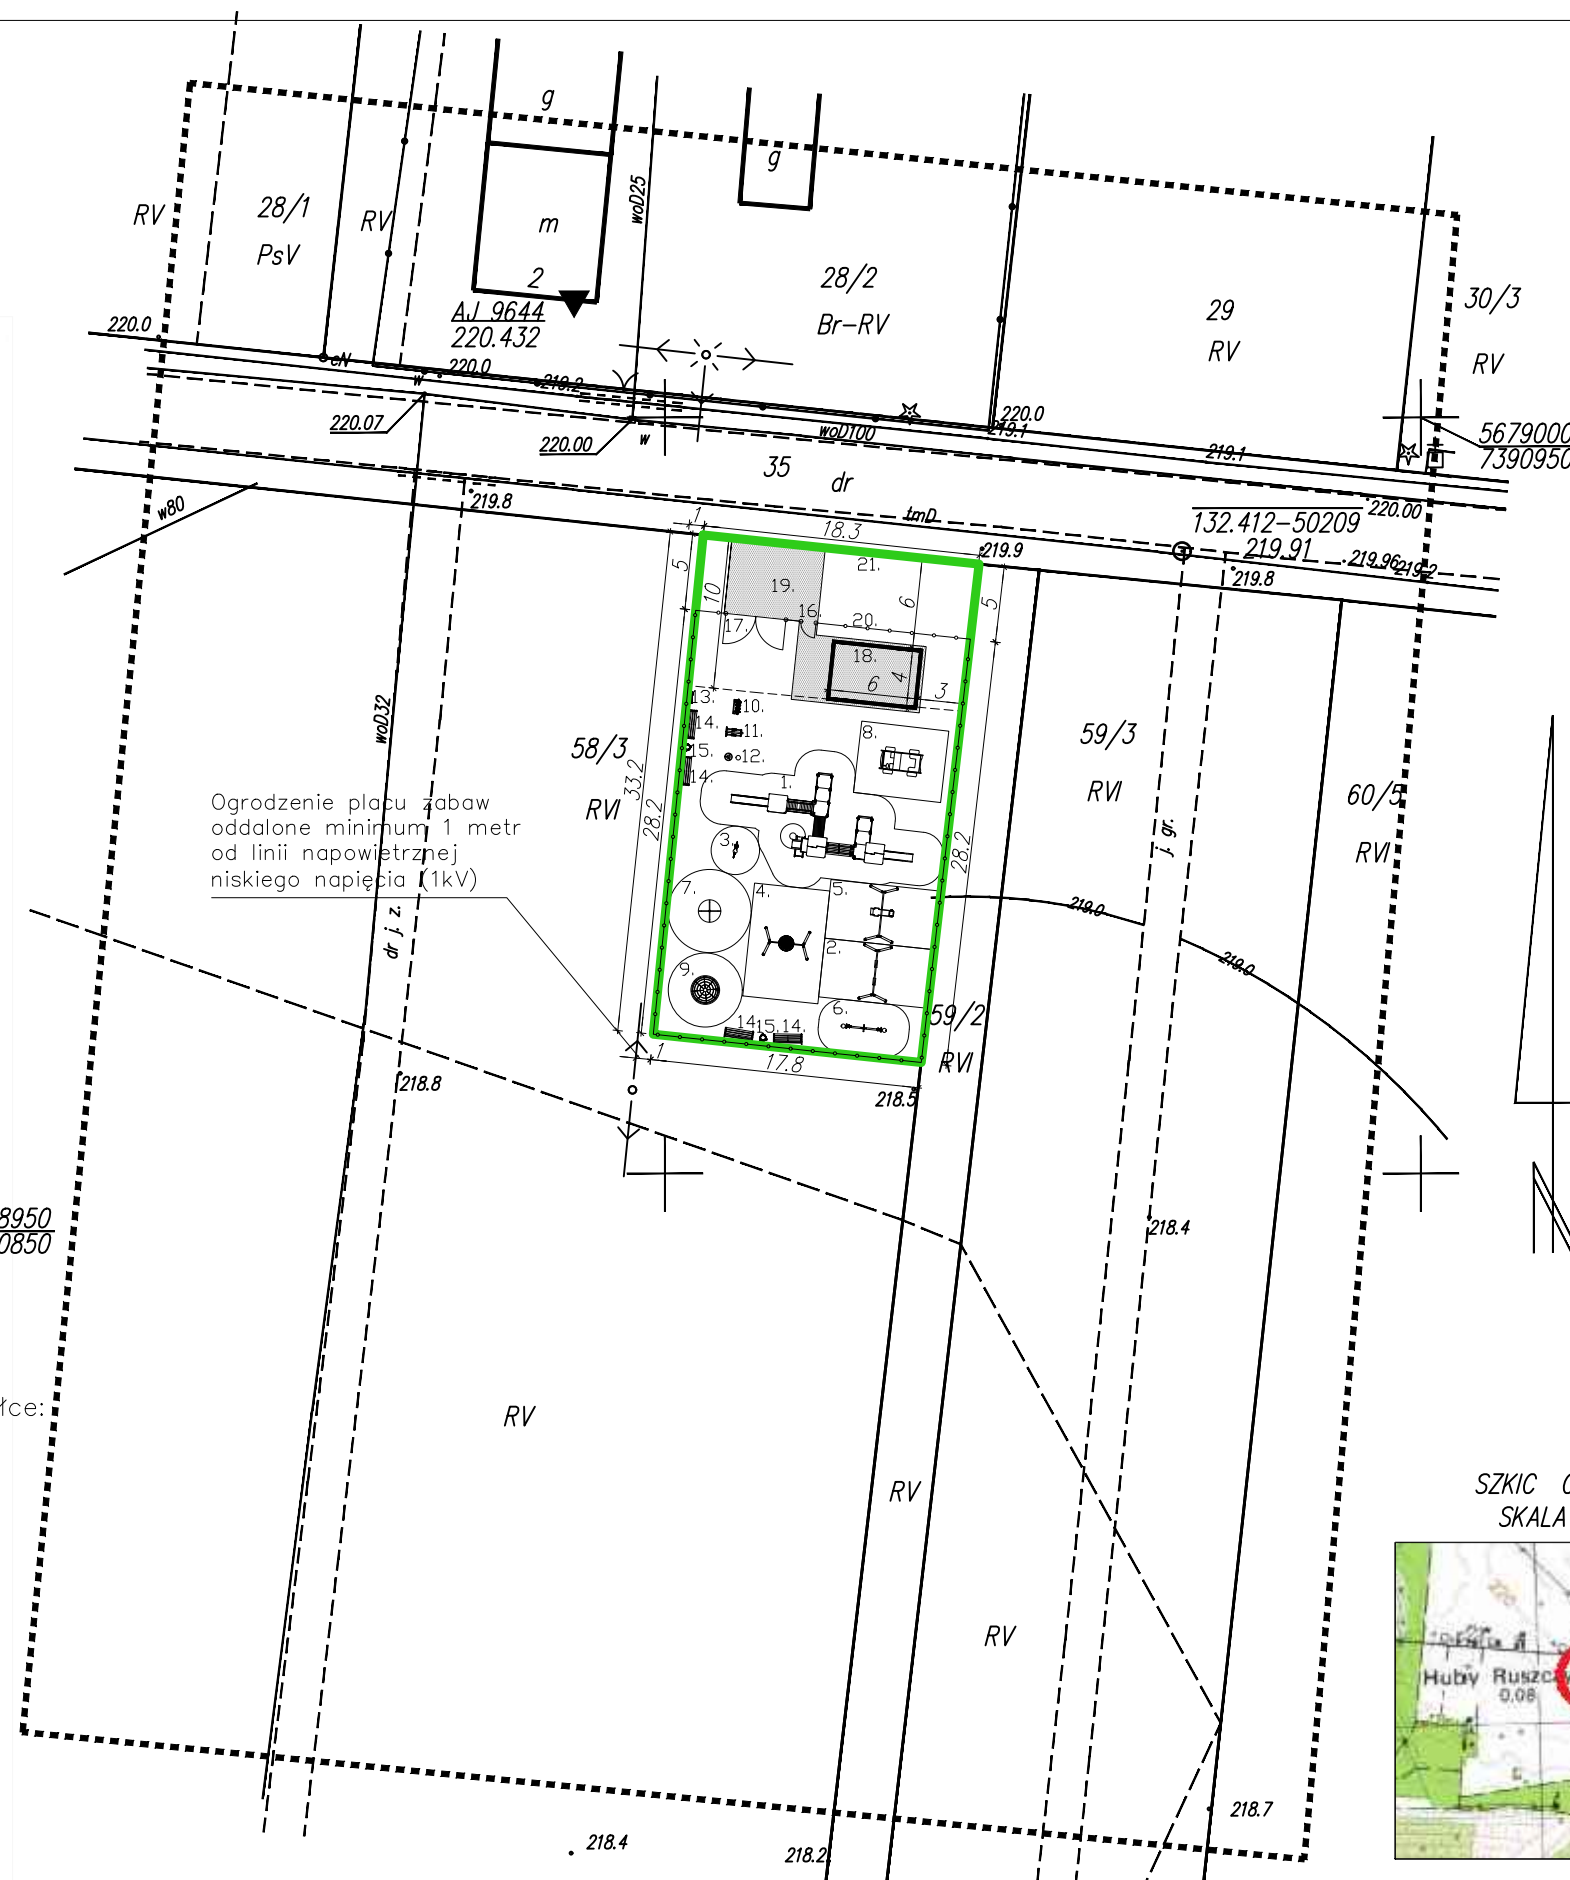 g
g
RV
28/1
PsV
RV
m
2
woD25
AJ 9644
220.432
28/2
Br-RV
29
RV
30/3
RV
220.0
eN
w
220.0
219.2
220.07
220.00
w
woD100
220.0
219.1
219.1
5679000
7390950
35
dr
w80
219.8
tmD
132.412-50209
219.91
220.00
219.96
219.2
219.8
219.9
1
18.3
5
10
19.
21.
6
5
16.
17.
20.
18.
4
6
3
13.
10.
14.
11.
15.
12.
14.
8.
1.
3.
7.
4.
5.
2.
9.
6.
14.
15.
14.
33.2
28.2
28.2
1
17.8
woD32
58/3
RVI
59/3
RVI
60/5
RVI
j. gr.
Ogrodzenie placu zabaw
oddalone minimum 1 metr
od linii napowietrznej
niskiego napięcia (1kV)
dr j. z.
219.0
219.0
59/2
RVI
218.8
218.5
8950
0850
218.4
łce:
RV
RV
RV
SZKIC
SKALA
220
Huby Ruszcz
0,08
218.7
218.4
218.2